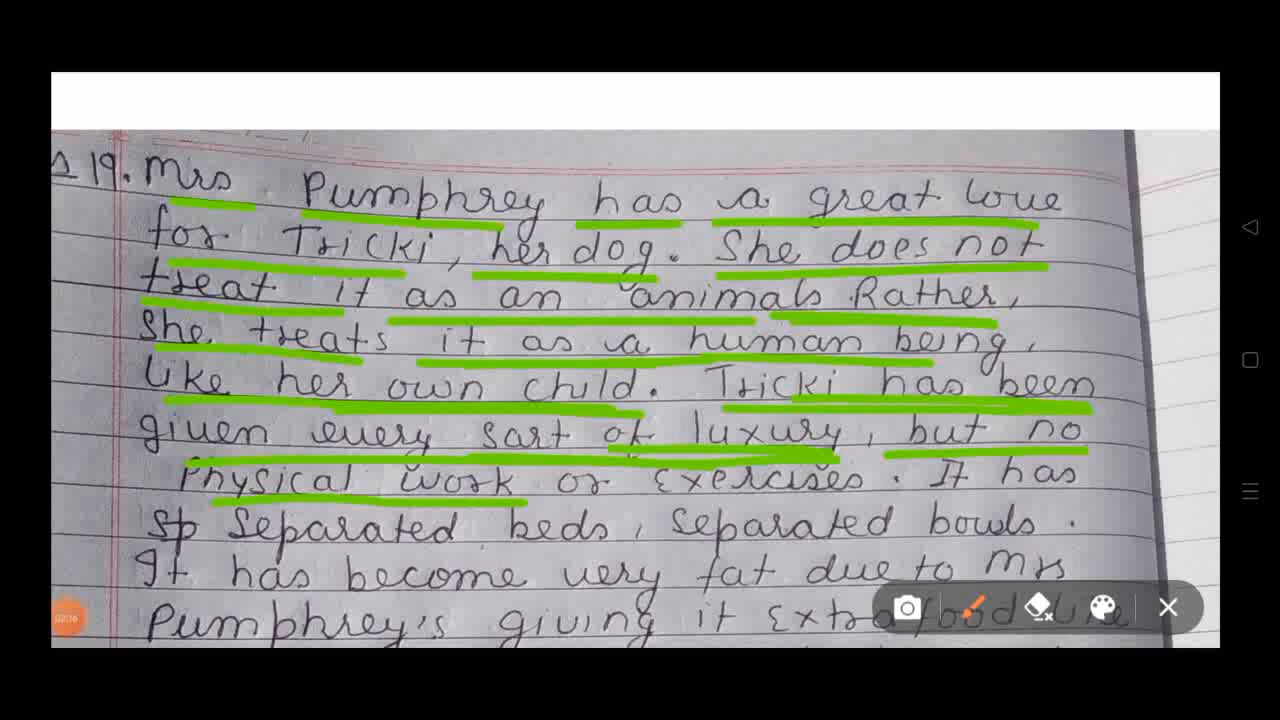 19. Mrs Pumphrey has a great love
for Tricki, her dog. She does not
treat it as an animals Rather,
she treats it as a human being,
like her own child. Tricki has been
given every sort of luxury, but no
Physical work or Exercises. It has
sp separated beds, separated bowls.
It has become very fat due to Mrs
Pumphrey's giving it Extra food like
02:16